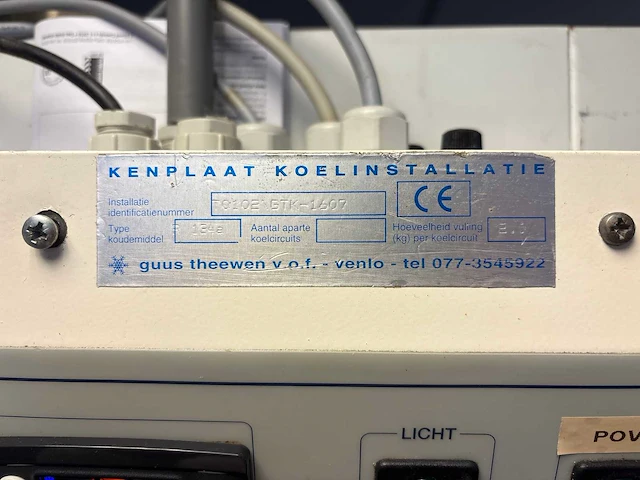 KENPLAAT KOELINSTALLATIE
Installatie
identificatienummer
CE
Type
koudemiddel 134a
Aantal aparte
koelcircuits
Hoeveelheid vulling
(kg) per koelcircuit
guus theewen v.o.f. - venlo - tel 077-3545922
LICHT
POV